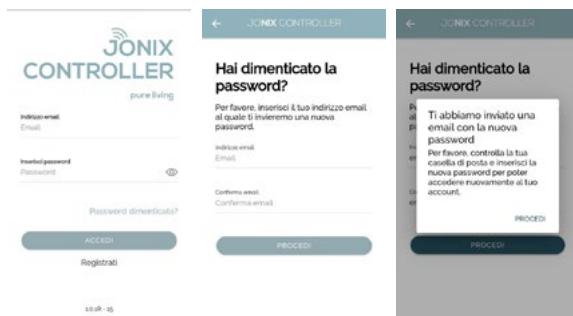 JONIX
CONTROLLER
pure living
Indirizzo email
Email
Inserisci password
Password
Password dimenticata?
ACCEDI
Registrati
JONIX CONTROLLER
Hai dimenticato la
password?
Per favore, inserisci il tuo indirizzo email
al quale ti invieremo una nuova
password.
Indirizzo email
Email
Conferma email
Conferma email
PROCEDI
JONIX CONTROLLER
Hai dimenticato la
password?
Ti abbiamo inviato una
email con la nuova
password
Per favore, controlla la tua
casella di posta e inserisci la
nuova password per poter
accedere nuovamente al tuo
account.
PROCEDI
PROCEDI